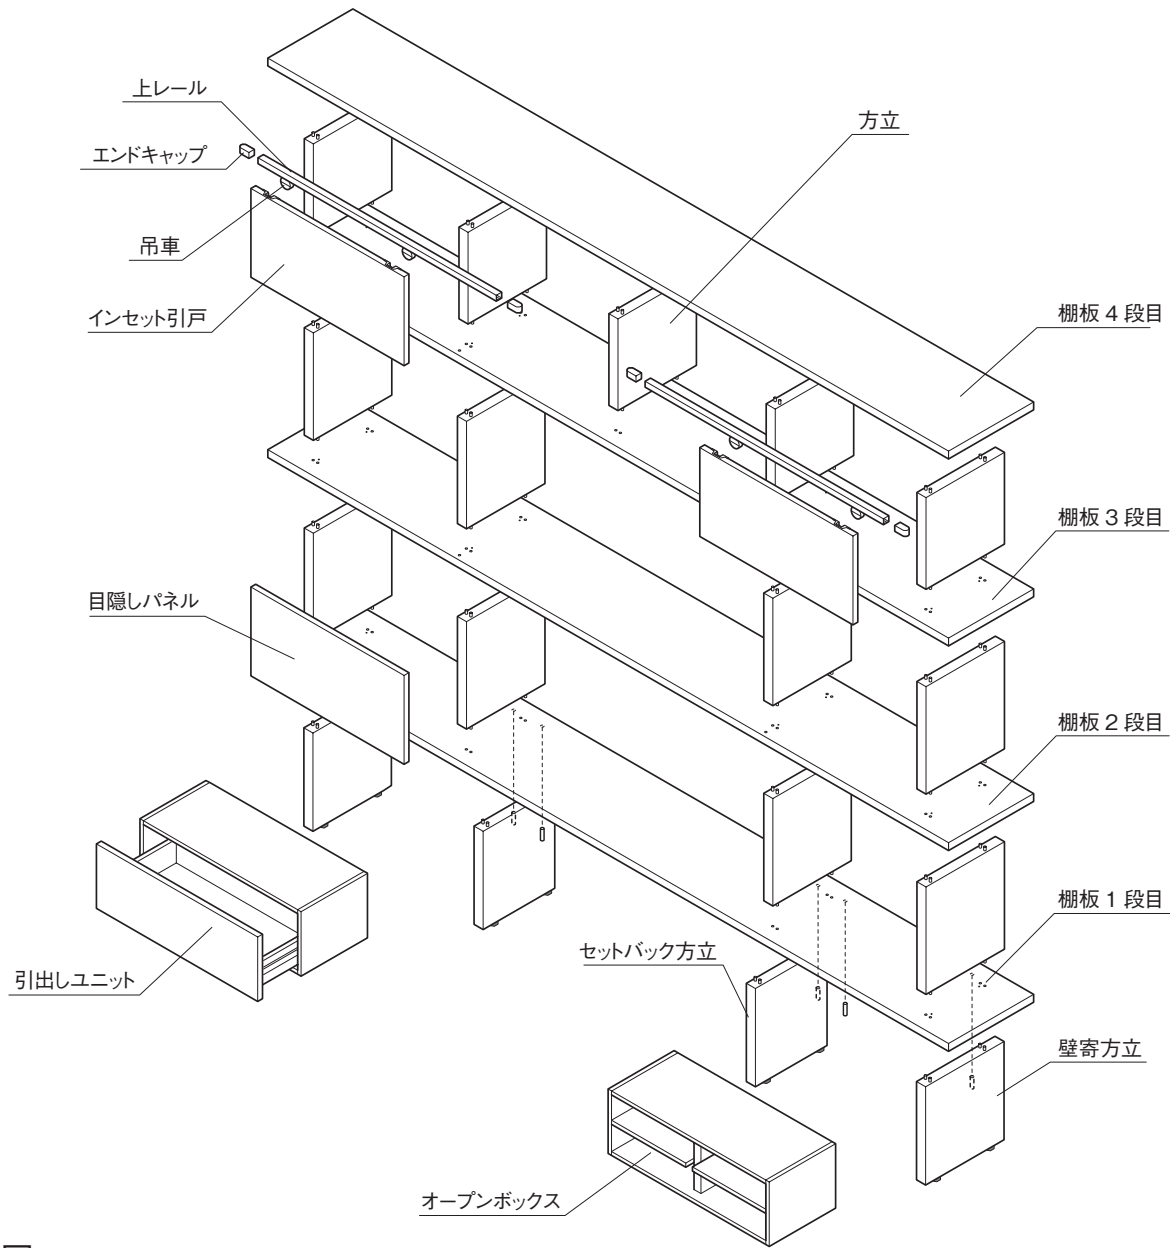 上レール
エンドキャップ
方立
吊車
インセット引戸
棚板 4 段目
棚板 3 段目
目隠しパネル
棚板 2 段目
棚板 1 段目
セットバック方立
引出しユニット
壁寄方立
オープンボックス